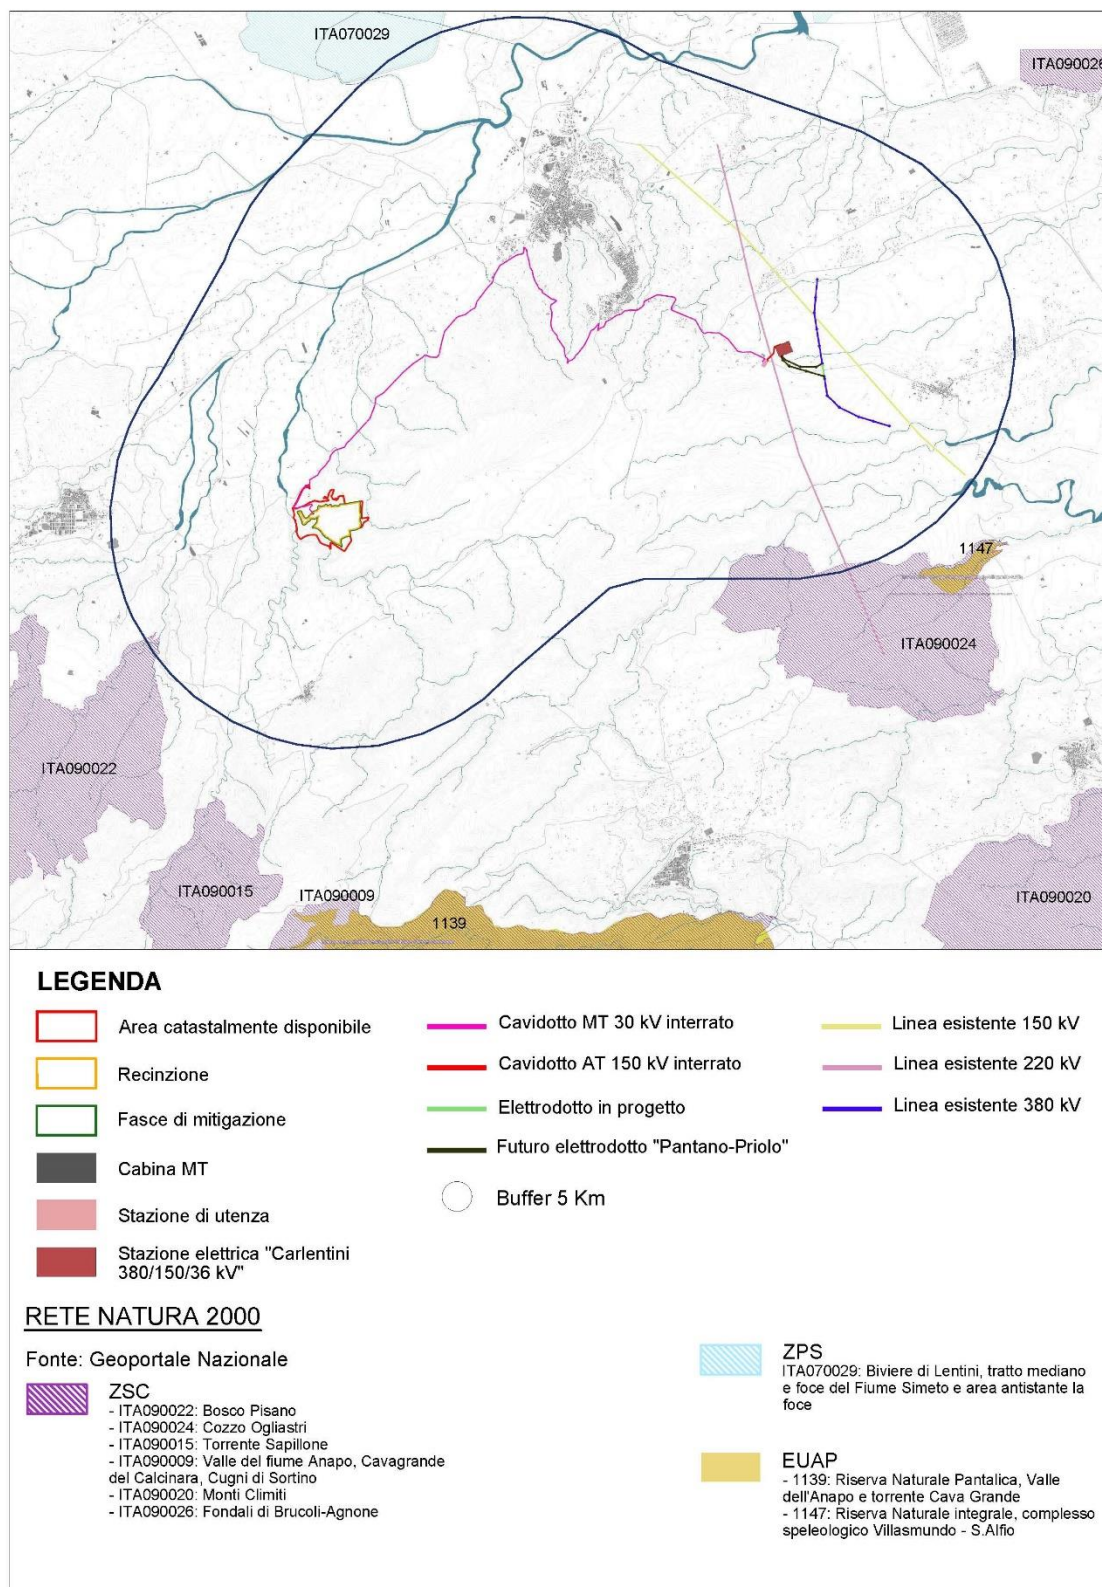 ITA070029
ITA090026
1147
ITA090024
ITA090022
ITA090015
ITA090009
1139
ITA090020
LEGENDA
Area catastalmente disponibile
Recinzione
Fasce di mitigazione
Cabina MT
Stazione di utenza
Stazione elettrica "Carlentini
380/150/36 kV"
Cavidotto MT 30 kV interrato
Cavidotto AT 150 kV interrato
Elettrodotto in progetto
Futuro elettrodotto "Pantano-Priolo"
Buffer 5 Km
Linea esistente 150 kV
Linea esistente 220 kV
Linea esistente 380 kV
RETE NATURA 2000
Fonte: Geoportale Nazionale
ZSC
- ITA090022: Bosco Pisano
- ITA090024: Cozzo Ogliastri
- ITA090015: Torrente Sapillone
- ITA090009: Valle del fiume Anapo, Cavagrande
del Calcinara, Cugni di Sortino
- ITA090020: Monti Climiti
- ITA090026: Fondali di Brucoli-Agnone
ZPS
ITA070029: Biviere di Lentini, tratto mediano
e foce del Fiume Simeto e area antistante la
foce
EUAP
- 1139: Riserva Naturale Pantalica, Valle
dell'Anapo e torrente Cava Grande
- 1147: Riserva Naturale integrale, complesso
speleologico Villasmundo - S.Alfio